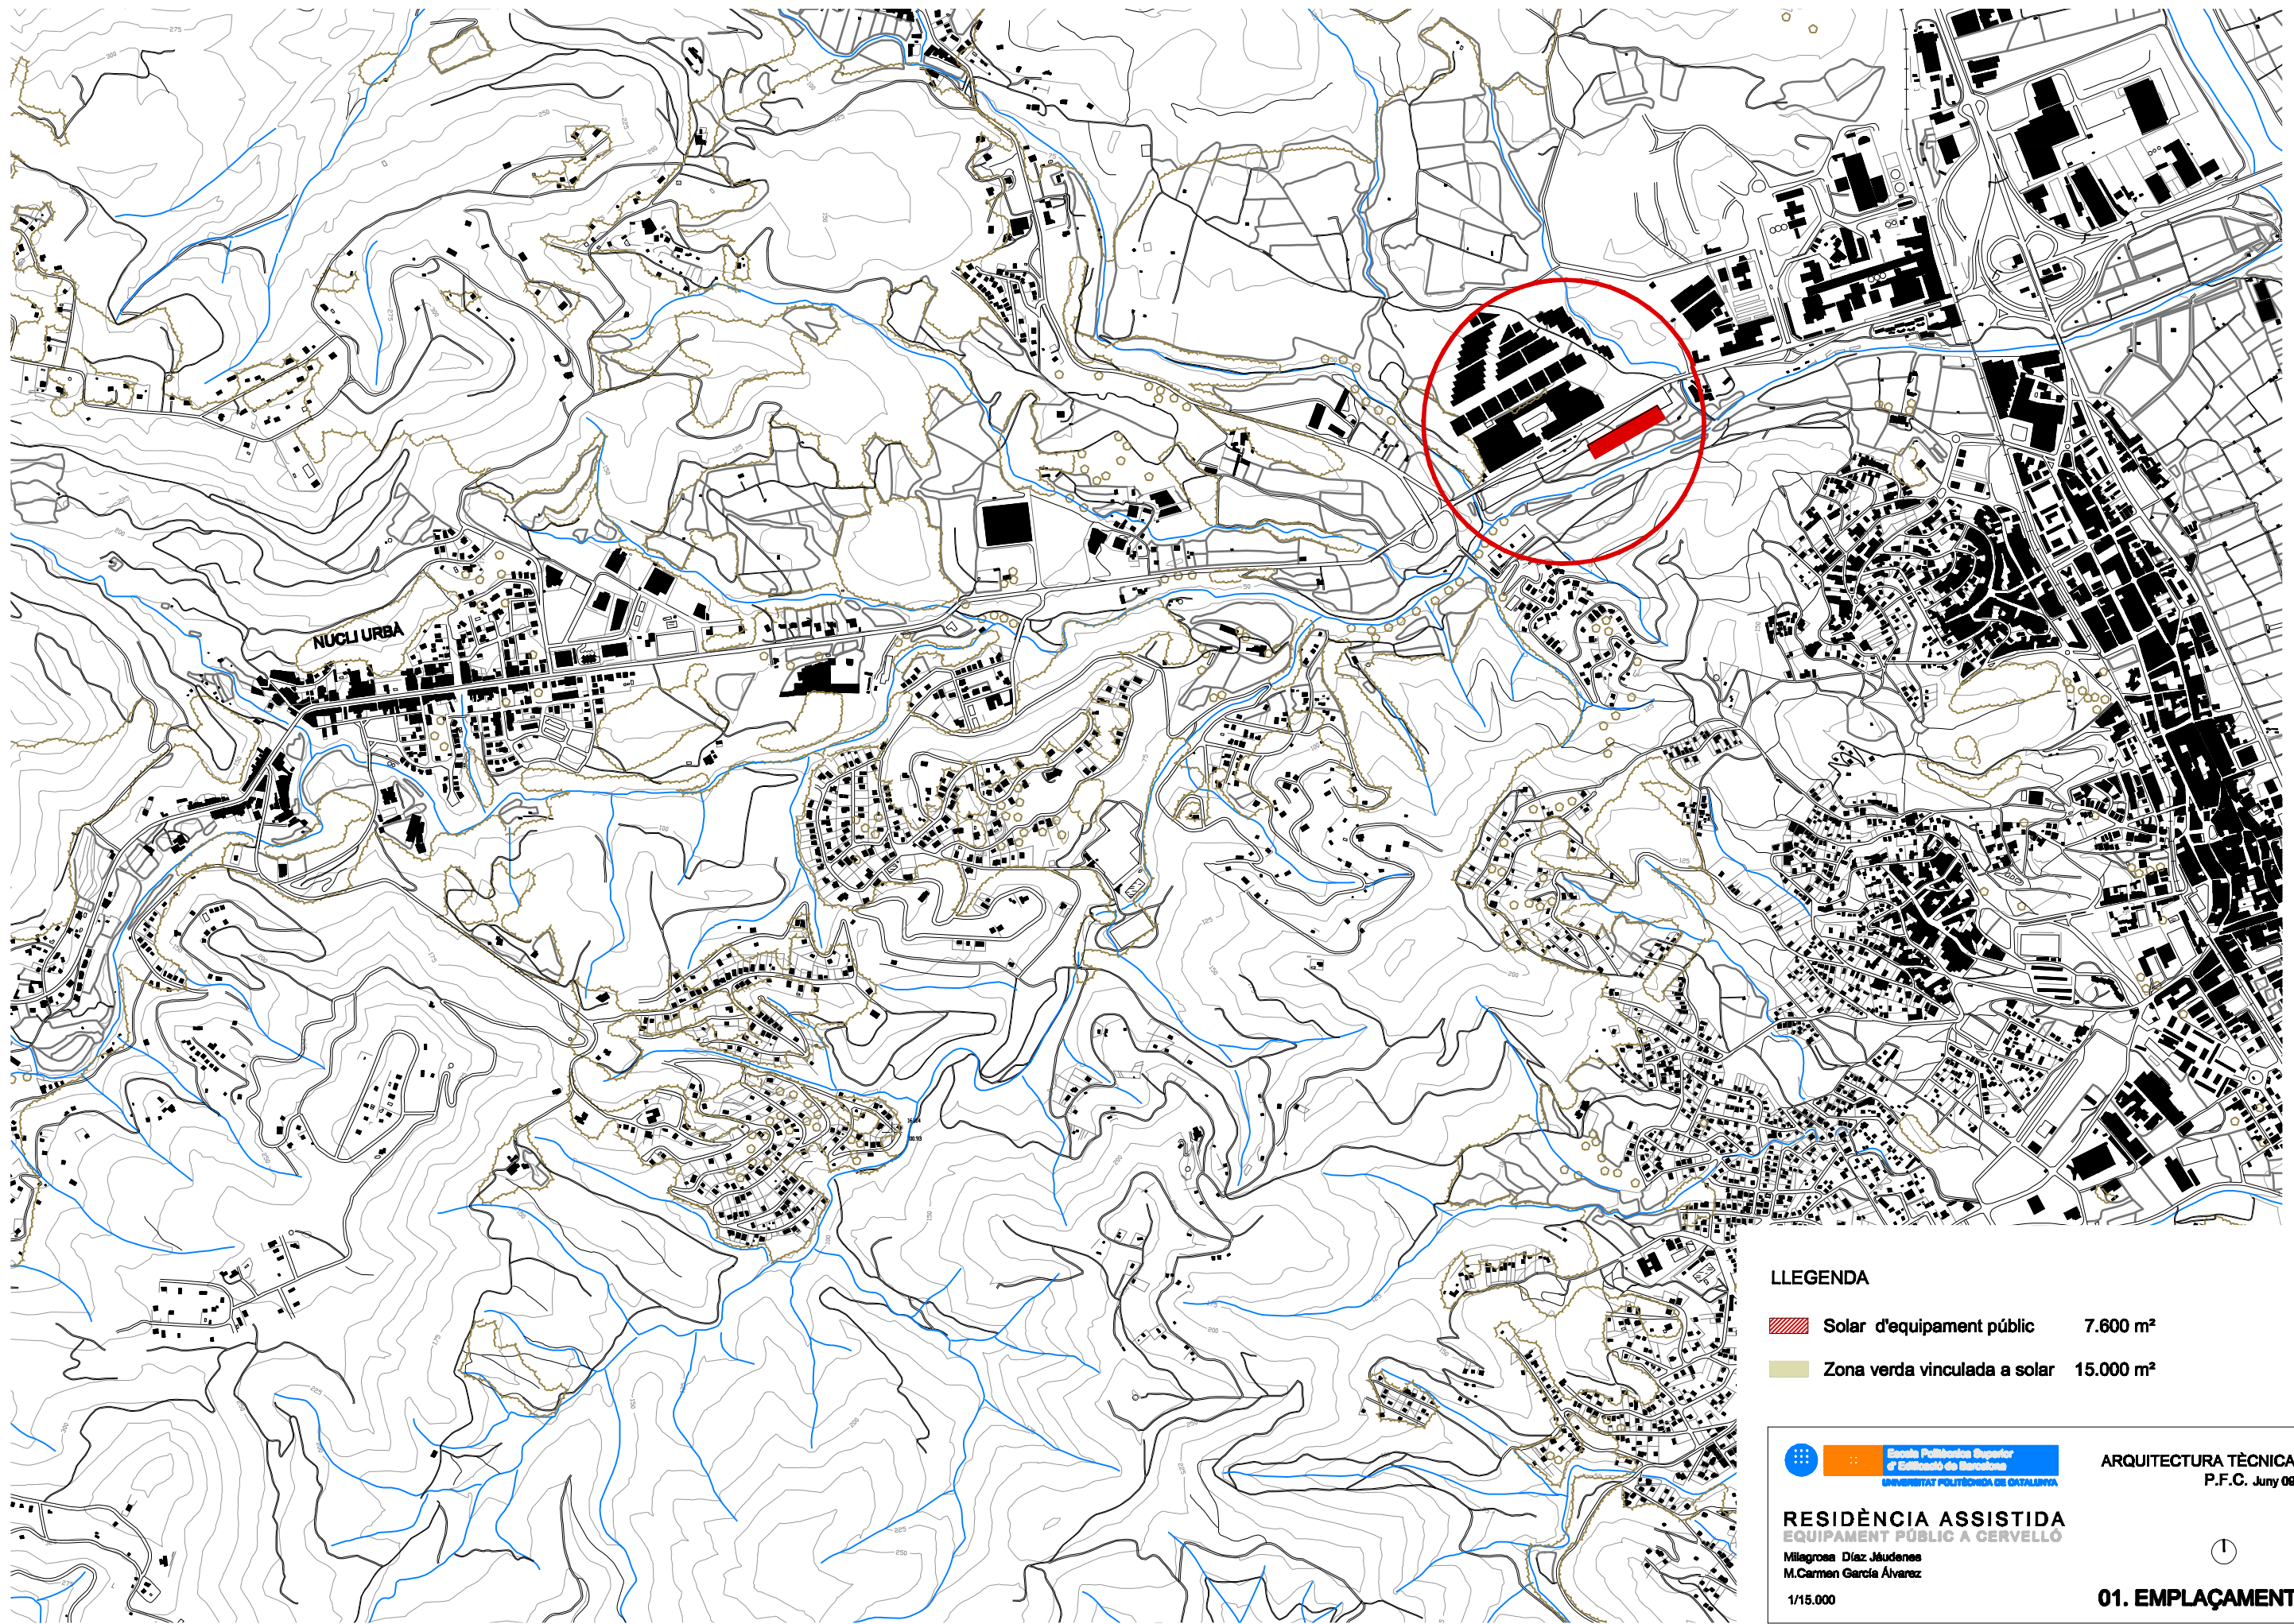 NUCLI URBÀ
LLEGENDA
Solar d'equipament públic 7.600 m²
Zona verda vinculada a solar 15.000 m²
Escola Politècnica Superior
d' Edificació de Barcelona
UNIVERSITAT POLITÈCNICA DE CATALUNYA
ARQUITECTURA TÈCNICA
P.F.C. Juny 09
RESIDÈNCIA ASSISTIDA
EQUIPAMENT PÚBLIC A CERVELLÓ
Milagrosa Díaz Jáudenes
M.Carmen García Álvarez
1/15.000
01. EMPLAÇAMENT